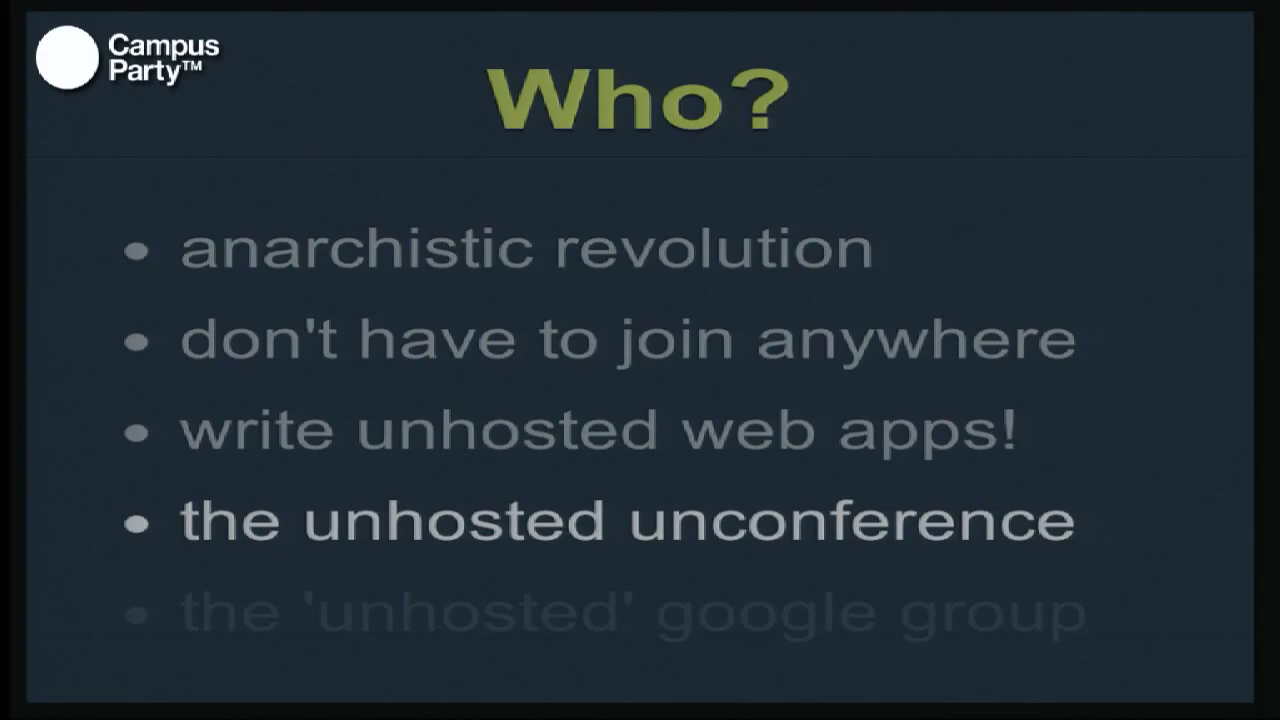 Campus
Party™
Who?
• anarchistic revolution
• don't have to join anywhere
• write unhosted web apps!
• the unhosted unconference
• the 'unhosted' google group